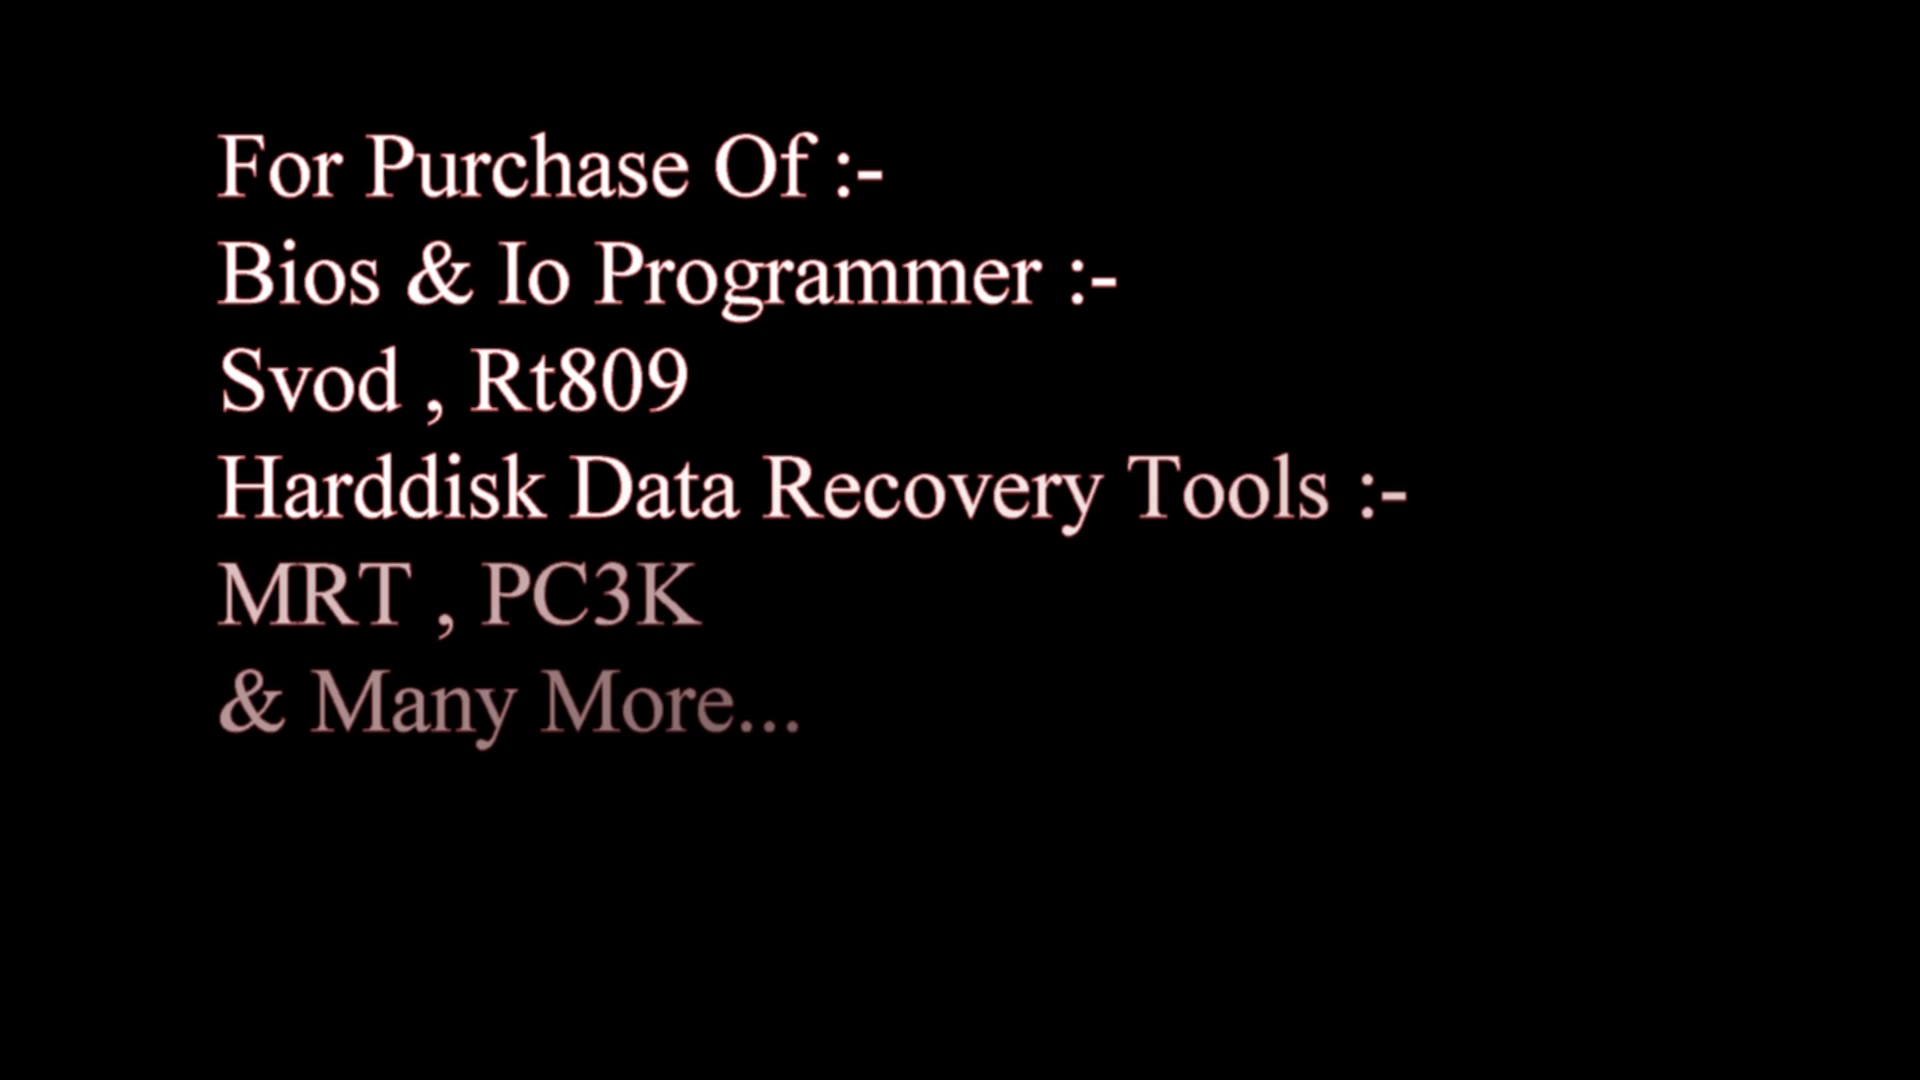 For Purchase Of :-
Bios & Io Programmer :-
Svod , Rt809
Harddisk Data Recovery Tools :-
MRT , PC3K
& Many More...